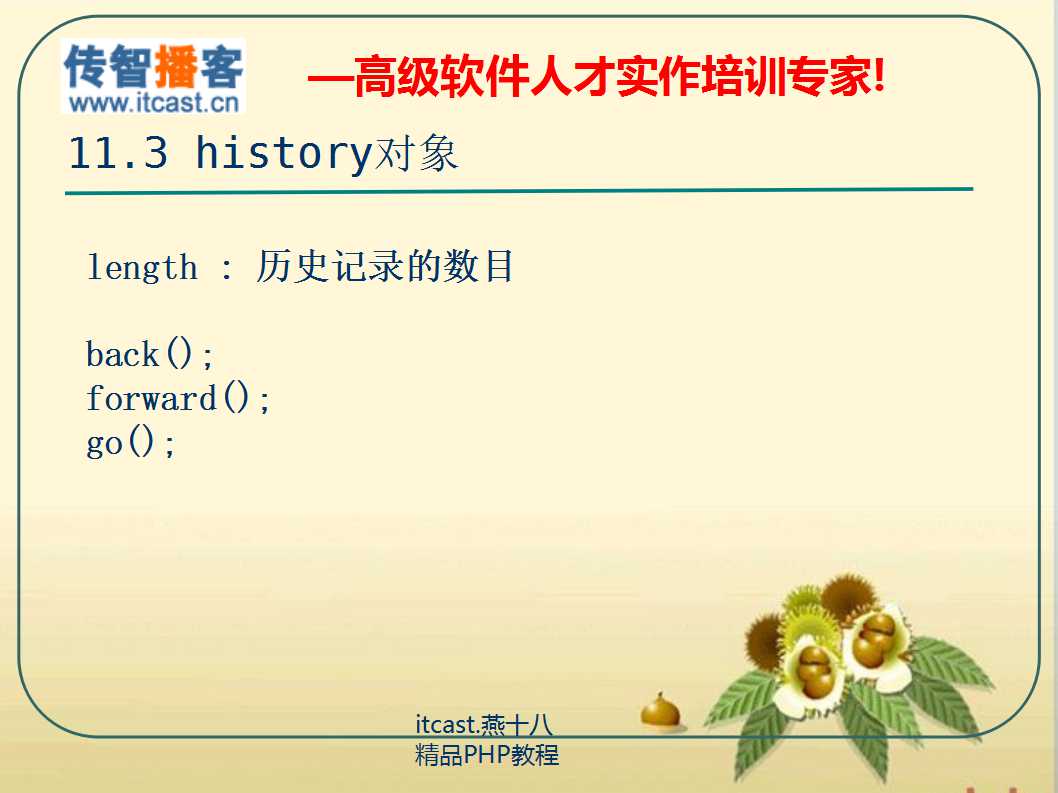 传智播客
www.itcast.cn
—高级软件人才实作培训专家!
11.3 history对象
length : 历史记录的数目
back();
forward();
go();
itcast.燕十八
精品PHP教程